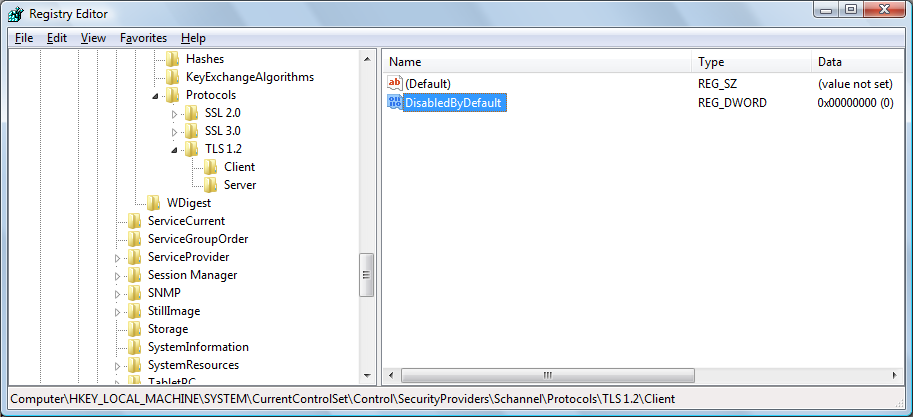 Registry Editor
File Edit View Favorites Help
Hashes
KeyExchangeAlgorithms
Protocols
SSL 2.0
SSL 3.0
TLS 1.2
Client
Server
WDigest
ServiceCurrent
ServiceGroupOrder
ServiceProvider
Session Manager
SNMP
StillImage
Storage
SystemInformation
SystemResources
TabletPC
Name Type Data
ab (Default) REG_SZ (value not set)
DisabledByDefault REG_DWORD 0x00000000 (0)
Computer\HKEY_LOCAL_MACHINE\SYSTEM\CurrentControlSet\Control\SecurityProviders\Schannel\Protocols\TLS 1.2\Client